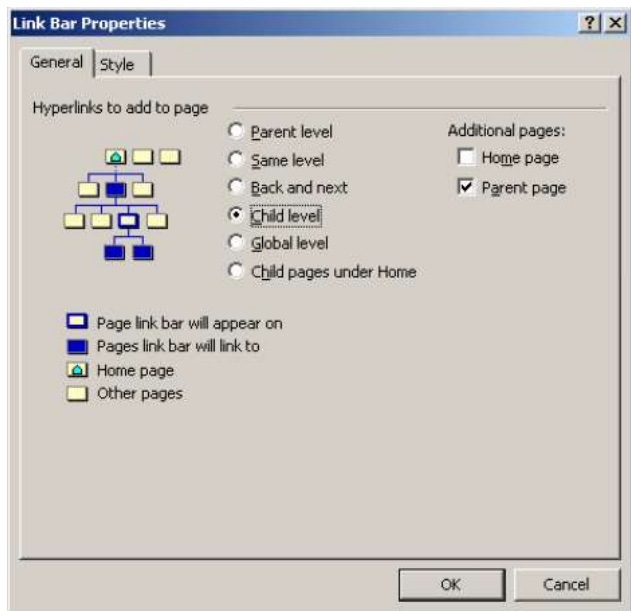 Link Bar Properties
General Style
Hyperlinks to add to page
Parent level
Same level
Back and next
Child level
Global level
Child pages under Home
Additional pages:
Home page
Parent page
Page link bar will appear on
Pages link bar will link to
Home page
Other pages
OK Cancel